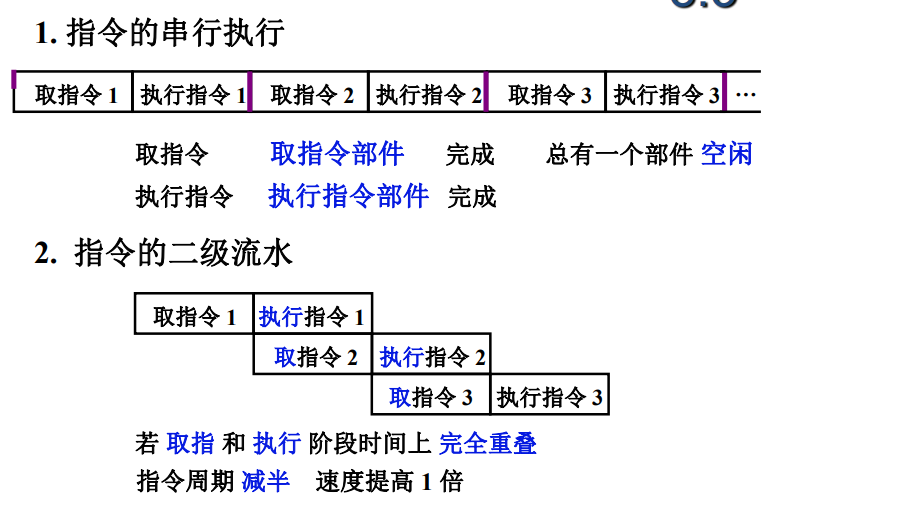 1. 指令的串行执行
取指令 1 执行指令 1 取指令 2 执行指令 2 取指令 3 执行指令 3 …
取指令 取指令部件 完成 总有一个部件 空闲
执行指令 执行指令部件 完成
2. 指令的二级流水
取指令 1 执行指令 1
取指令 2 执行指令 2
取指令 3 执行指令 3
若 取指 和 执行 阶段时间上 完全重叠
指令周期 减半 速度提高 1 倍